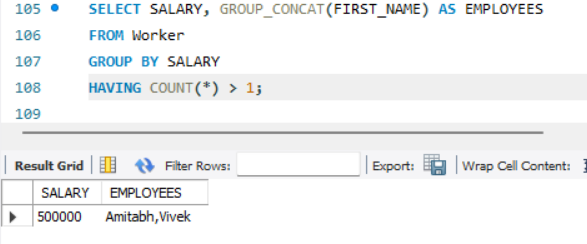 105 SELECT SALARY, GROUP_CONCAT(FIRST_NAME) AS EMPLOYEES
106 FROM Worker
107 GROUP BY SALARY
108 HAVING COUNT(*) > 1;
109
Result Grid Filter Rows: Export: Wrap Cell Content:
SALARY EMPLOYEES
500000 Amitabh,Vivek